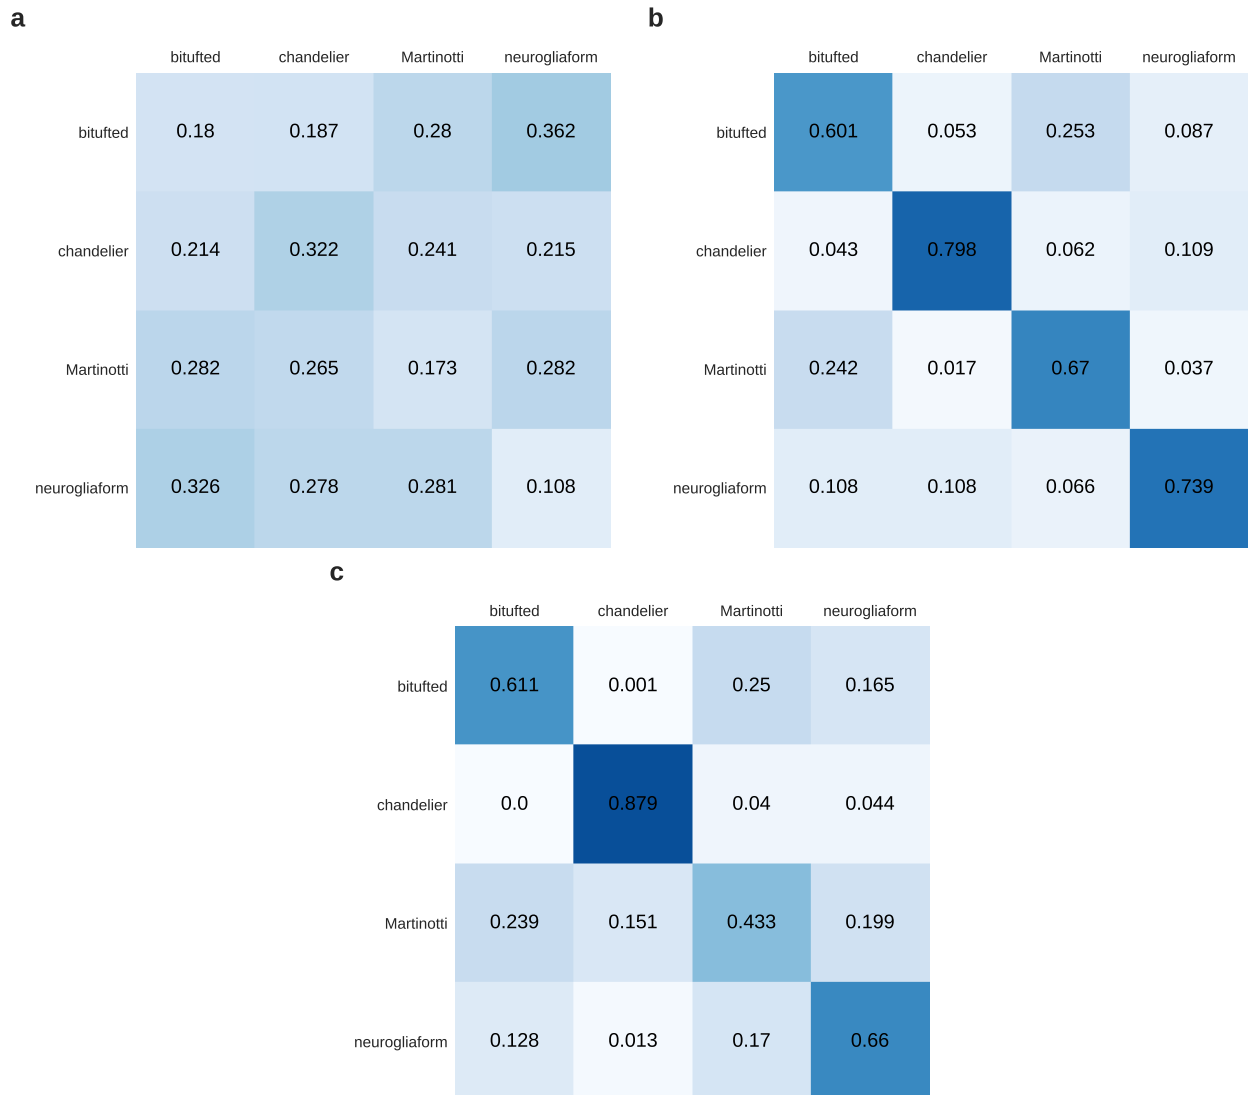 a
bitufted chandelier Martinotti neurogliaform
bitufted 0.18 0.187 0.28 0.362
chandelier 0.214 0.322 0.241 0.215
Martinotti 0.282 0.265 0.173 0.282
neurogliaform 0.326 0.278 0.281 0.108
b
bitufted chandelier Martinotti neurogliaform
bitufted 0.601 0.053 0.253 0.087
chandelier 0.043 0.798 0.062 0.109
Martinotti 0.242 0.017 0.67 0.037
neurogliaform 0.108 0.108 0.066 0.739
c
bitufted chandelier Martinotti neurogliaform
bitufted 0.611 0.001 0.25 0.165
chandelier 0.0 0.879 0.04 0.044
Martinotti 0.239 0.151 0.433 0.199
neurogliaform 0.128 0.013 0.17 0.66